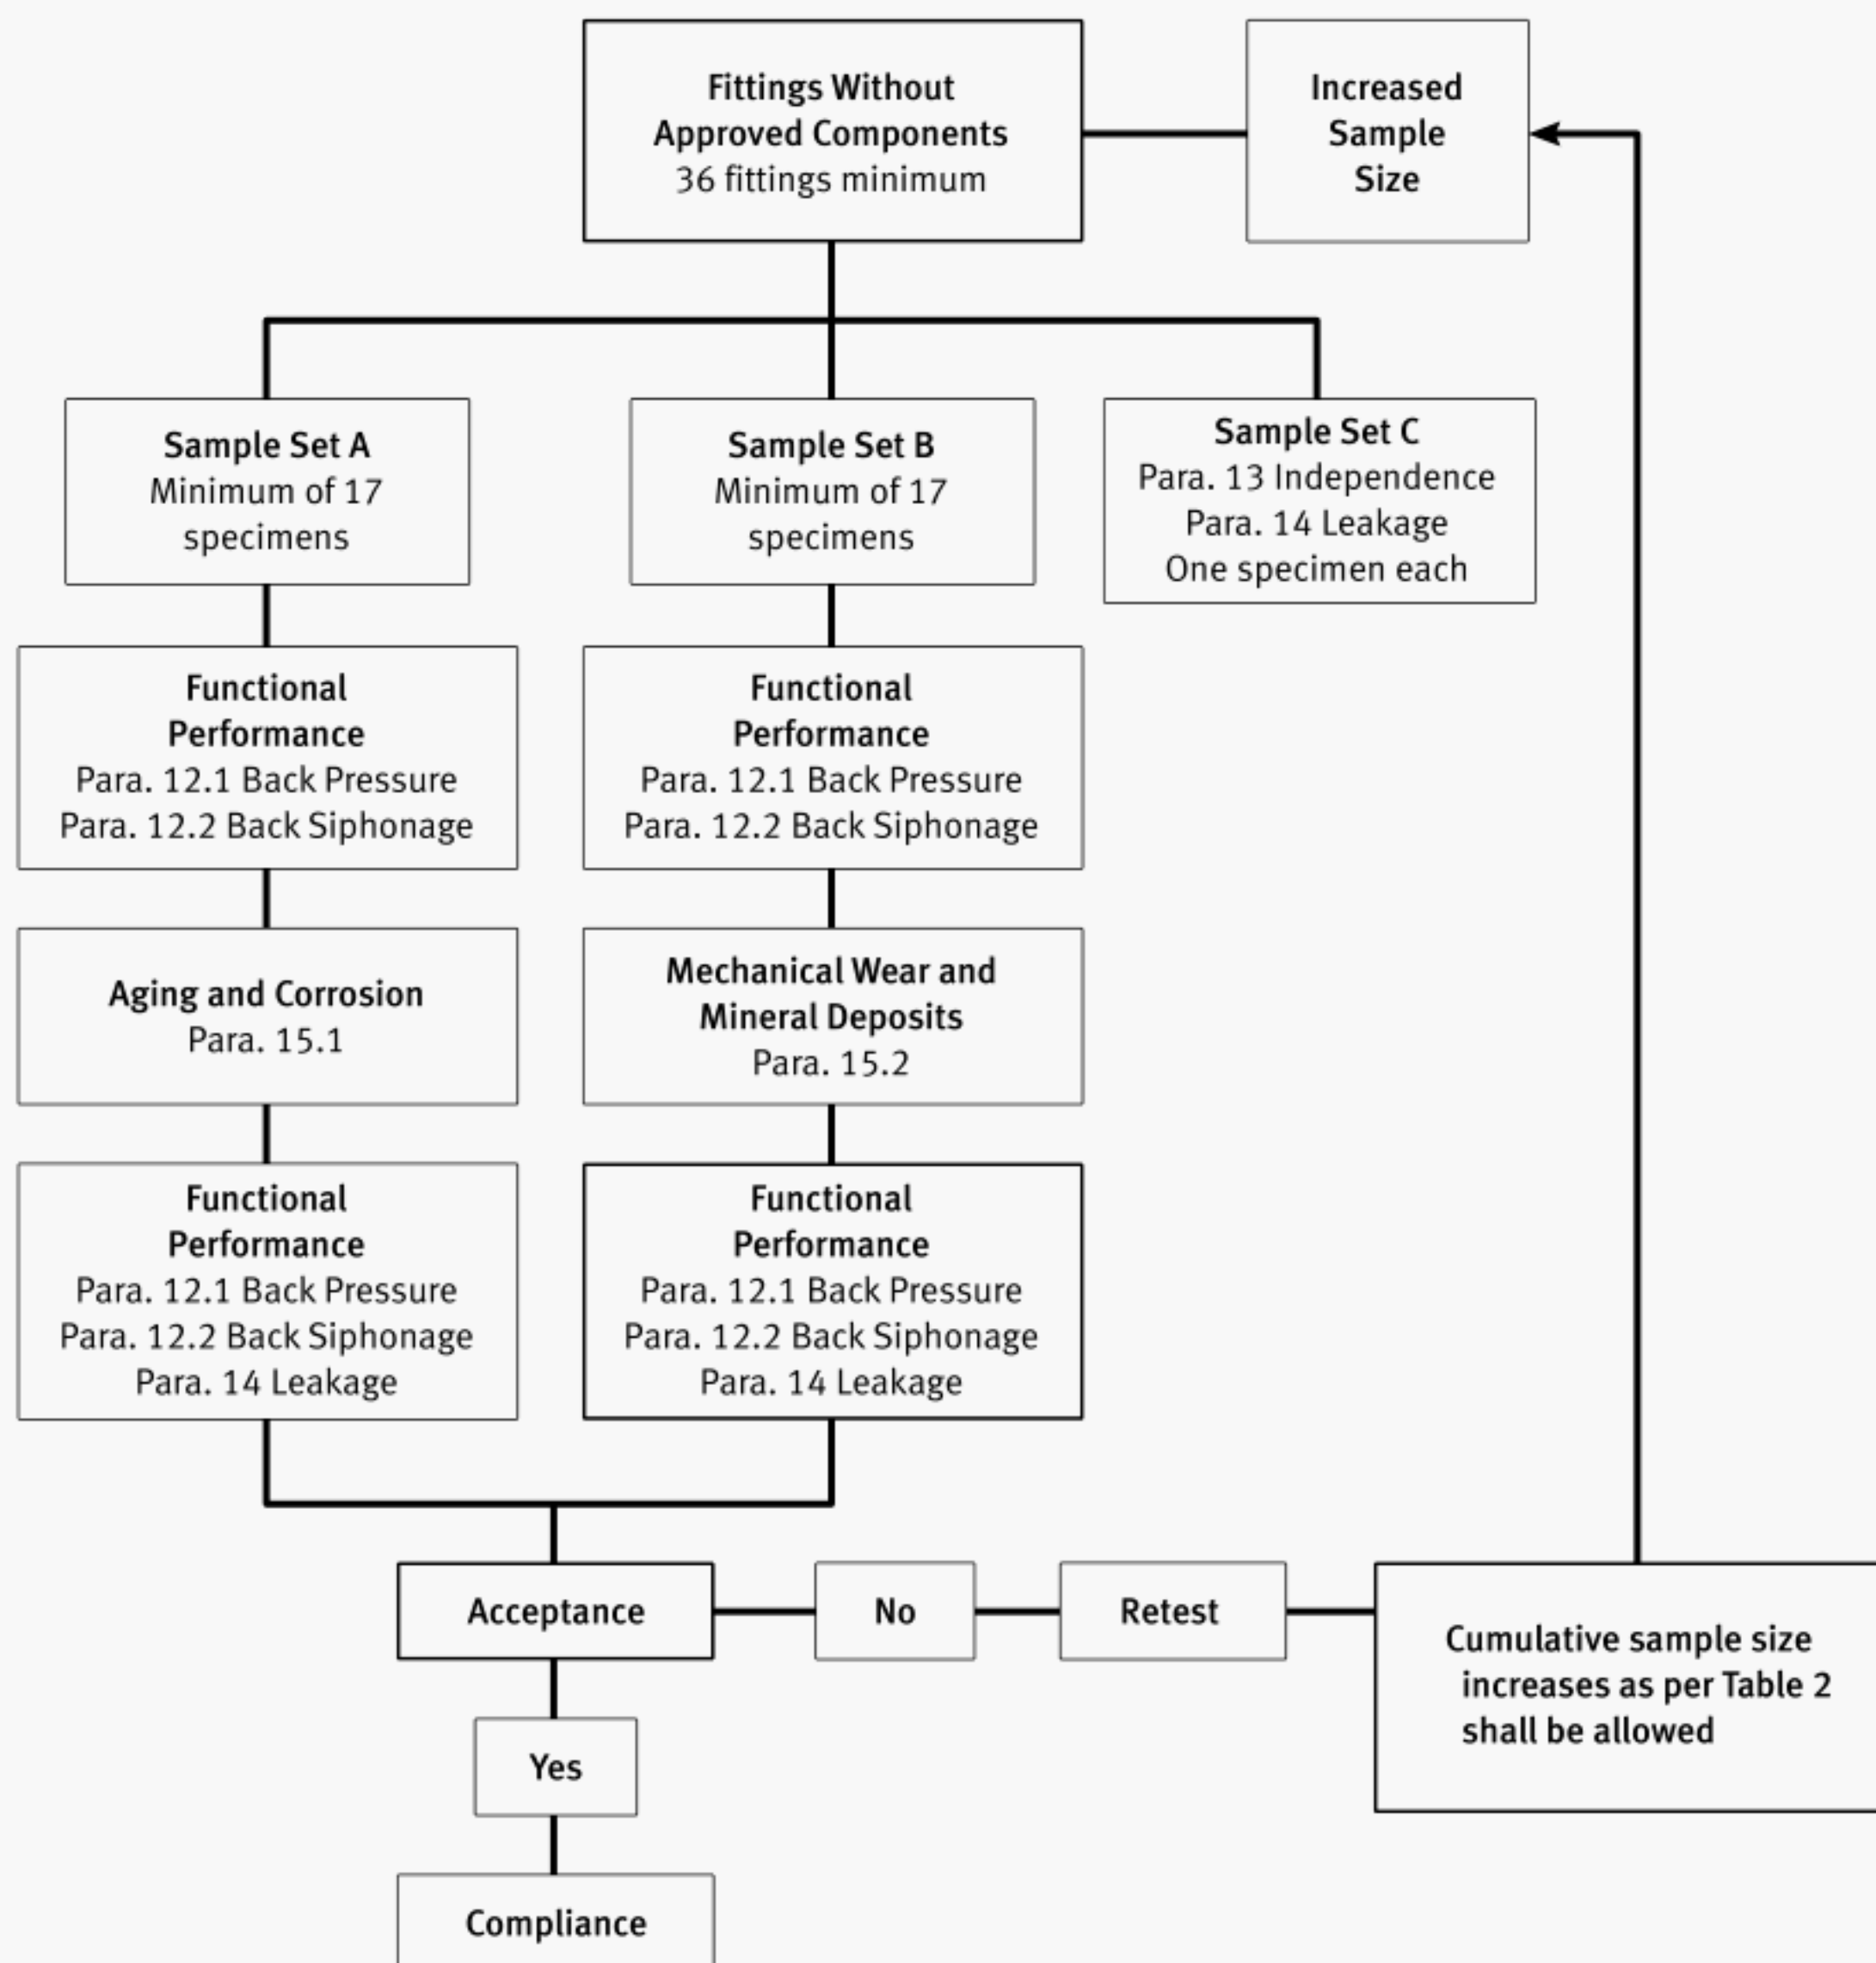 Fittings Without
Approved Components
36 fittings minimum
Increased
Sample
Size
Sample Set A
Minimum of 17
specimens
Sample Set B
Minimum of 17
specimens
Sample Set C
Para. 13 Independence
Para. 14 Leakage
One specimen each
Functional
Performance
Para. 12.1 Back Pressure
Para. 12.2 Back Siphonage
Functional
Performance
Para. 12.1 Back Pressure
Para. 12.2 Back Siphonage
Aging and Corrosion
Para. 15.1
Mechanical Wear and
Mineral Deposits
Para. 15.2
Functional
Performance
Para. 12.1 Back Pressure
Para. 12.2 Back Siphonage
Para. 14 Leakage
Functional
Performance
Para. 12.1 Back Pressure
Para. 12.2 Back Siphonage
Para. 14 Leakage
Acceptance
No
Retest
Cumulative sample size
increases as per Table 2
shall be allowed
Yes
Compliance